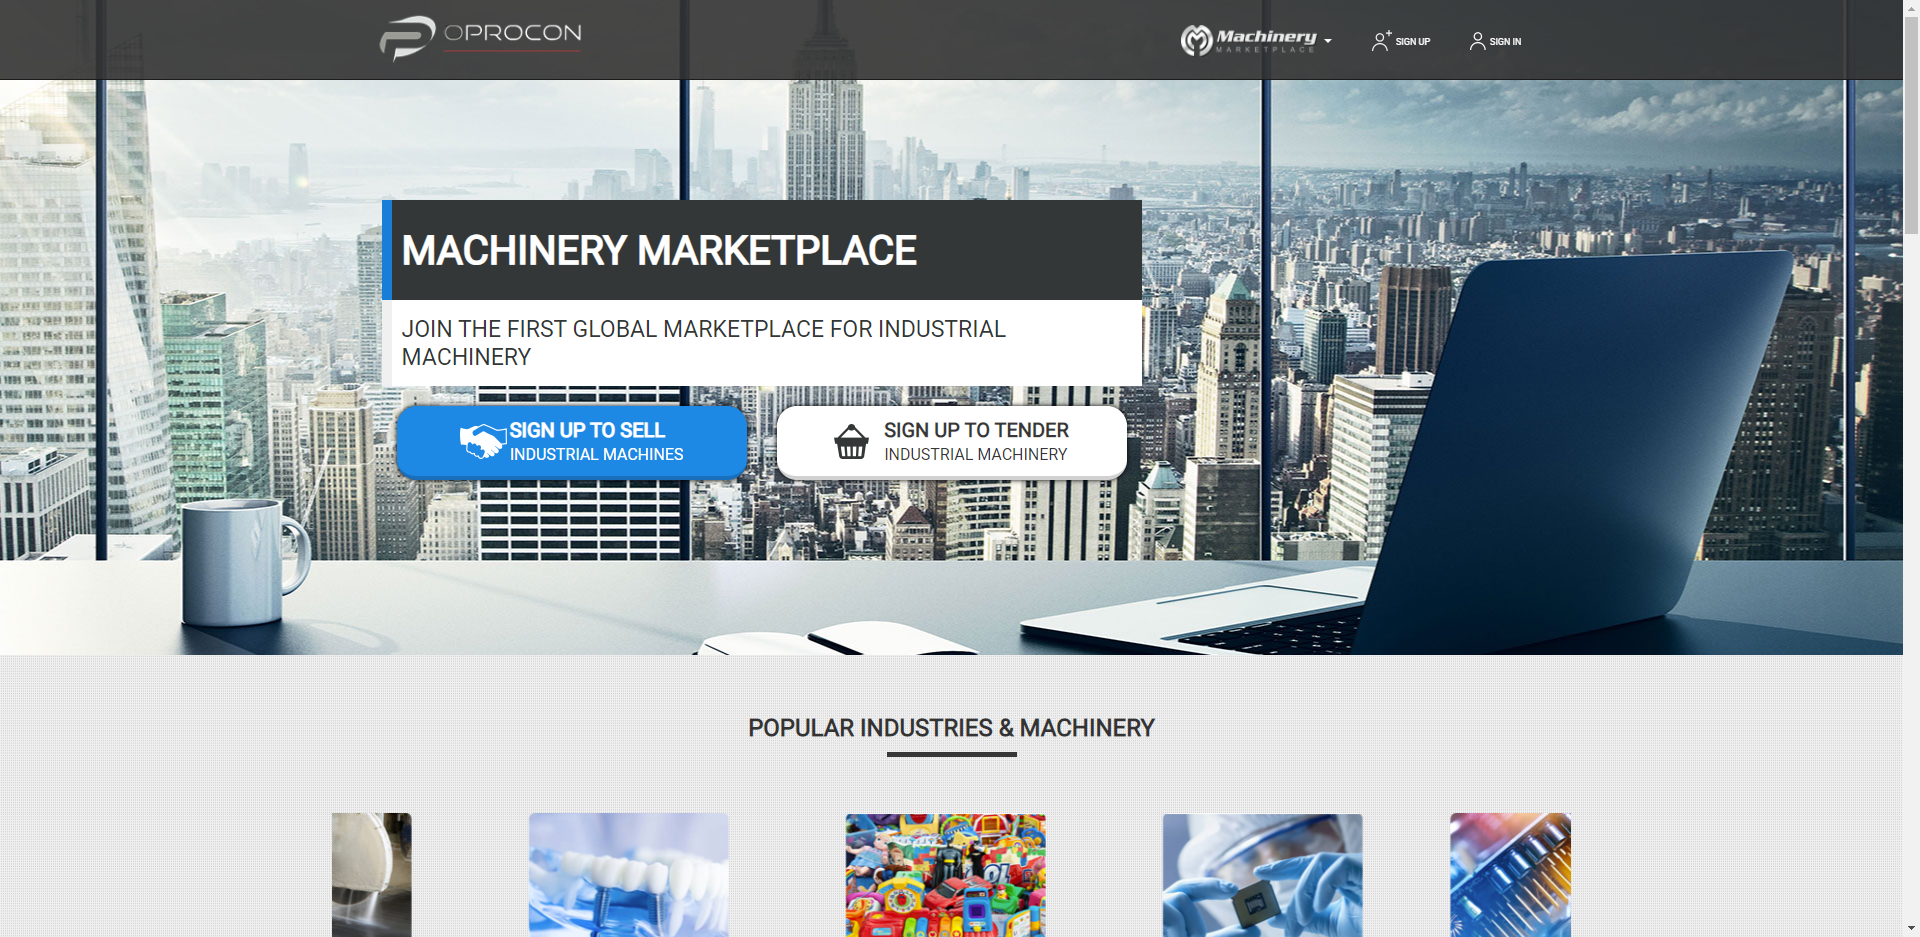 OPROCON
Machinery
MARKETPLACE
SIGN UP
SIGN IN
MACHINERY MARKETPLACE
JOIN THE FIRST GLOBAL MARKETPLACE FOR INDUSTRIAL
MACHINERY
SIGN UP TO SELL
INDUSTRIAL MACHINES
SIGN UP TO TENDER
INDUSTRIAL MACHINERY
POPULAR INDUSTRIES & MACHINERY